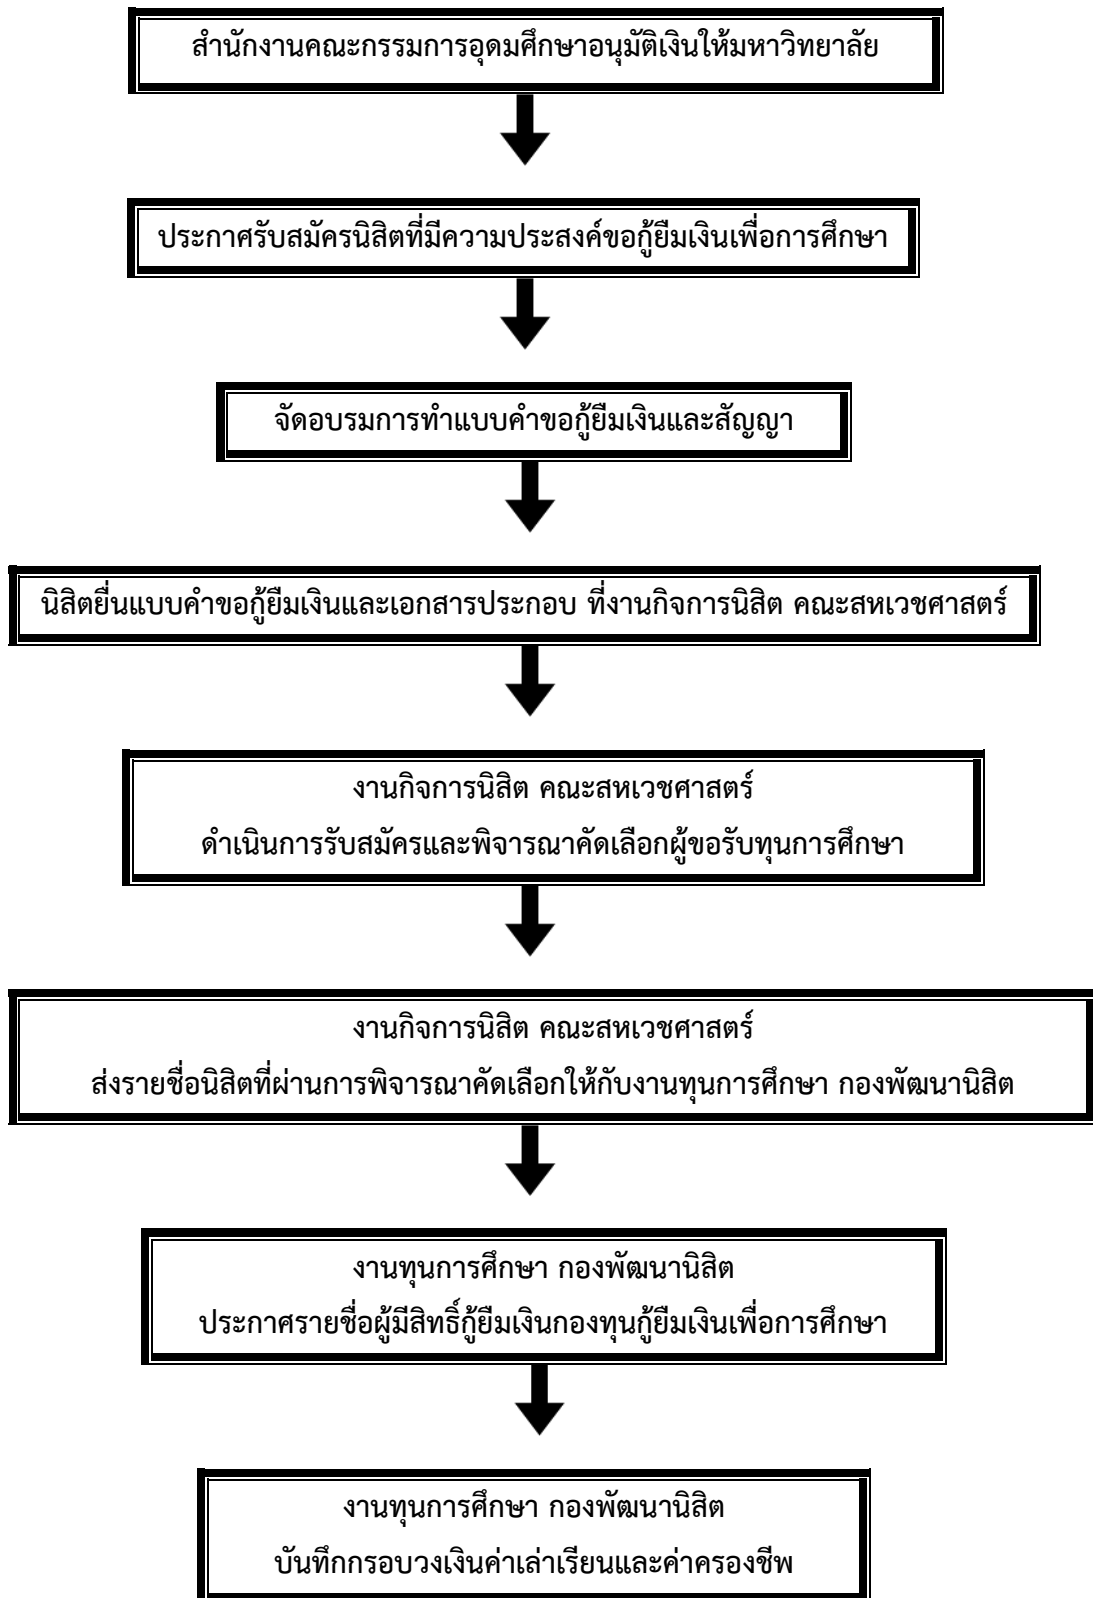 สำนักงานคณะกรรมการอุดมศึกษาอนุมัติเงินให้มหาวิทยาลัย
ประกาศรับสมัครนิสิตที่มีความประสงค์ขอกู้ยืมเงินเพื่อการศึกษา
จัดอบรมการทำแบบคำขอกู้ยืมเงินและสัญญา
นิสิตยื่นแบบคำขอกู้ยืมเงินและเอกสารประกอบ ที่งานกิจการนิสิต คณะสหเวชศาสตร์
งานกิจการนิสิต คณะสหเวชศาสตร์
ดำเนินการรับสมัครและพิจารณาคัดเลือกผู้ขอรับทุนการศึกษา
งานกิจการนิสิต คณะสหเวชศาสตร์
ส่งรายชื่อนิสิตที่ผ่านการพิจารณาคัดเลือกให้กับงานทุนการศึกษา กองพัฒนานิสิต
งานทุนการศึกษา กองพัฒนานิสิต
ประกาศรายชื่อผู้มีสิทธิ์กู้ยืมเงินกองทุนกู้ยืมเงินเพื่อการศึกษา
งานทุนการศึกษา กองพัฒนานิสิต
บันทึกกรอบวงเงินค่าเล่าเรียนและค่าครองชีพ